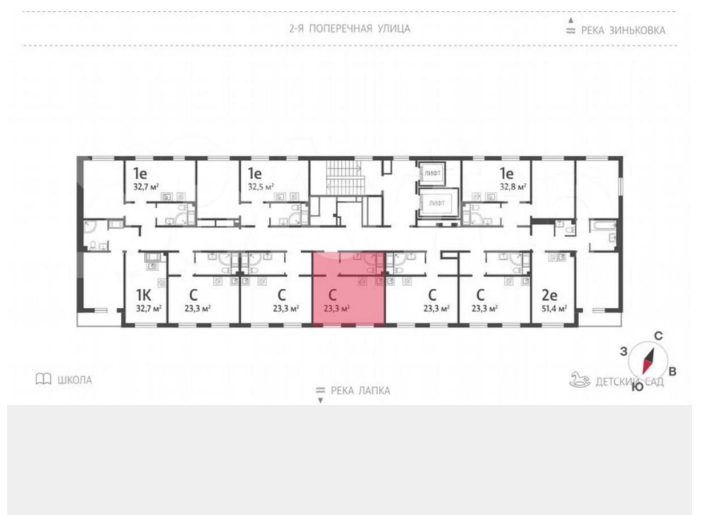 2-Я ПОПЕРЕЧНАЯ УЛИЦА
РЕКА ЗИНЬКОВКА
1е
32,7 м²
1е
32,5 м²
ЛИФТ
ЛИФТ
1е
32,8 м²
1К
32,7 м²
С
23,3 м²
С
23,3 м²
С
23,3 м²
С
23,3 м²
С
23,3 м²
2е
51,4 м²
С
З
В
Ю
ШКОЛА
ДЕТСКИЙ САД
РЕКА ЛАПКА